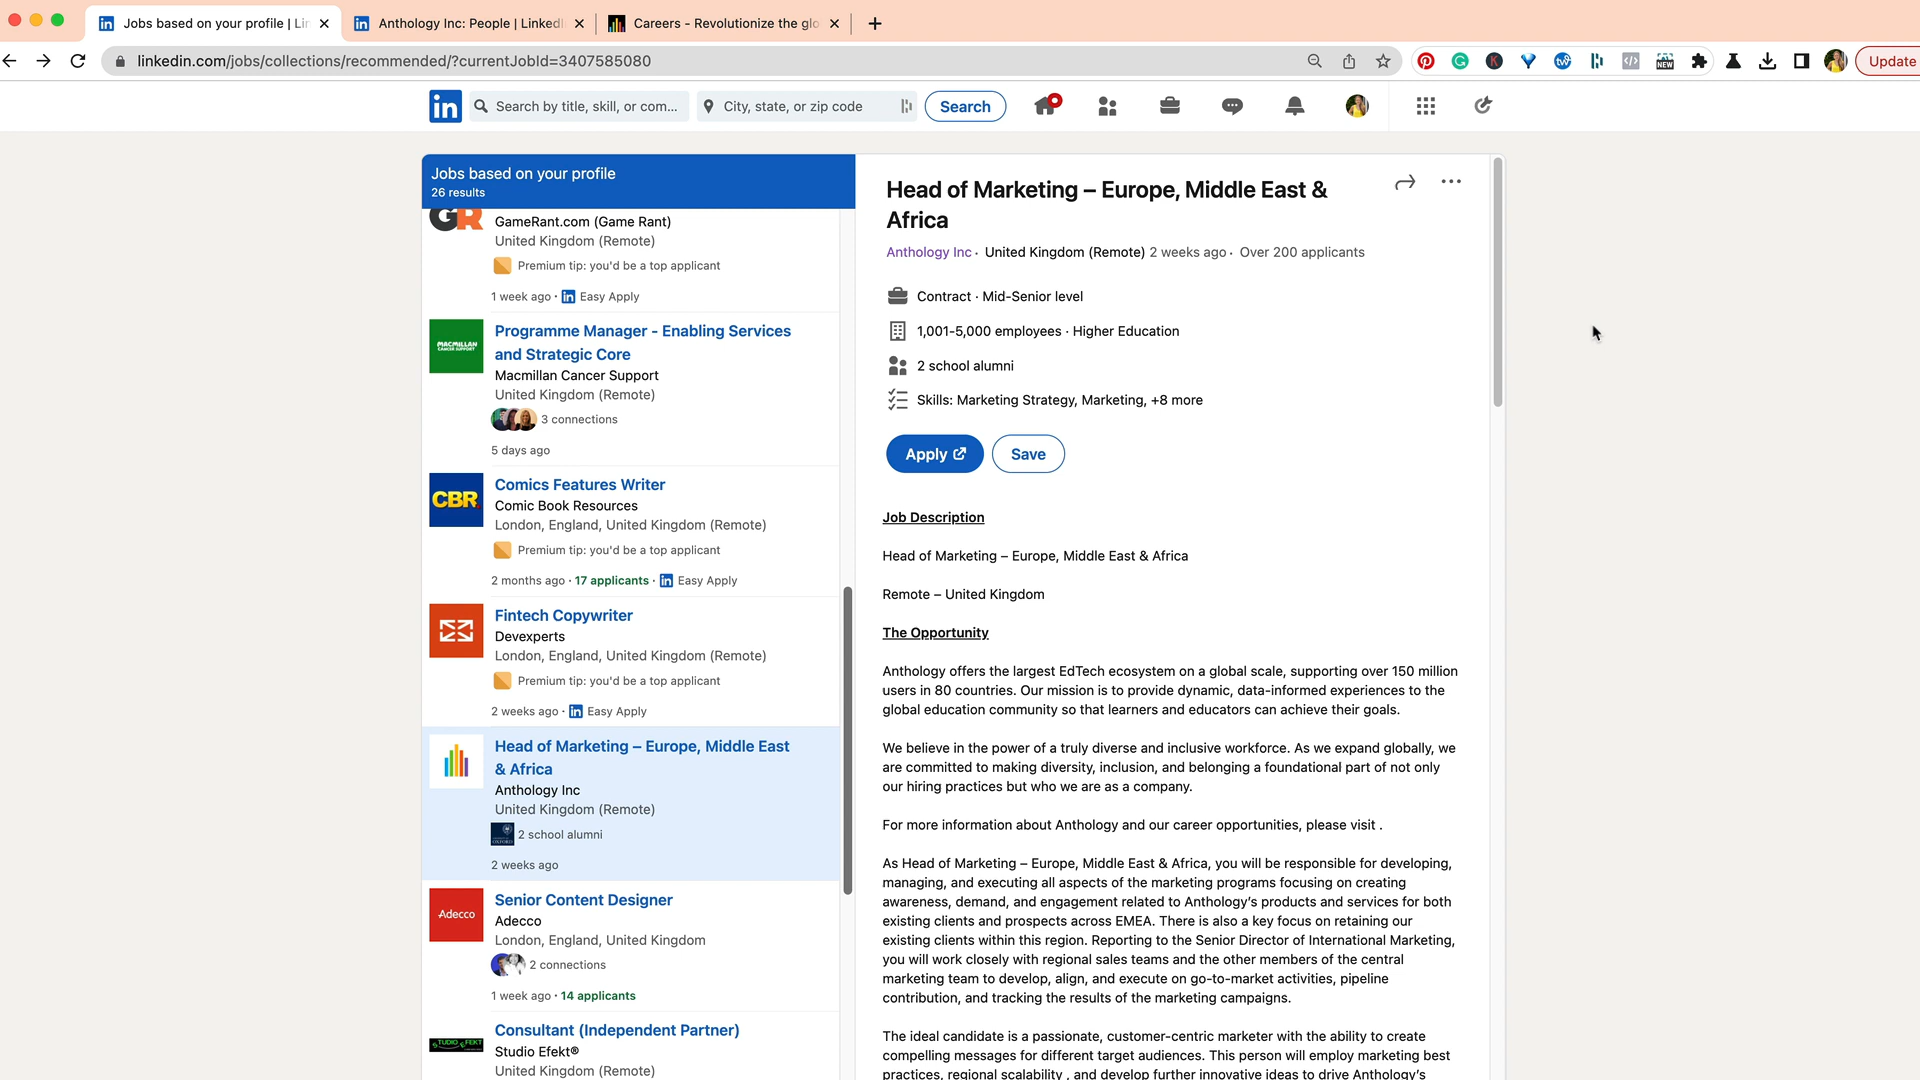 Jobs based on your profile | Li
Anthology Inc: People | LinkedI
Careers - Revolutionize the glo
linkedin.com/jobs/collections/recommended/?currentJobId=3407585080
Update
in
Search by title, skill, or com...
City, state, or zip code
Search
Jobs based on your profile
26 results
GR
GameRant.com (Game Rant)
United Kingdom (Remote)
Premium tip: you'd be a top applicant
1 week ago · in Easy Apply
MACMILLAN
CANCER SUPPORT
Programme Manager - Enabling Services
and Strategic Core
Macmillan Cancer Support
United Kingdom (Remote)
3 connections
5 days ago
CBR
Comics Features Writer
Comic Book Resources
London, England, United Kingdom (Remote)
Premium tip: you'd be a top applicant
2 months ago · 17 applicants · in Easy Apply
Fintech Copywriter
Devexperts
London, England, United Kingdom (Remote)
Premium tip: you'd be a top applicant
2 weeks ago · in Easy Apply
Head of Marketing – Europe, Middle East
& Africa
Anthology Inc
United Kingdom (Remote)
2 school alumni
2 weeks ago
Adecco
Senior Content Designer
Adecco
London, England, United Kingdom
2 connections
1 week ago · 14 applicants
Consultant (Independent Partner)
Studio Efekt®
United Kingdom (Remote)
Head of Marketing – Europe, Middle East &
Africa
Anthology Inc · United Kingdom (Remote) 2 weeks ago · Over 200 applicants
Contract · Mid-Senior level
1,001-5,000 employees · Higher Education
2 school alumni
Skills: Marketing Strategy, Marketing, +8 more
Apply
Save
Job Description
Head of Marketing – Europe, Middle East & Africa
Remote – United Kingdom
The Opportunity
Anthology offers the largest EdTech ecosystem on a global scale, supporting over 150 million
users in 80 countries. Our mission is to provide dynamic, data-informed experiences to the
global education community so that learners and educators can achieve their goals.
We believe in the power of a truly diverse and inclusive workforce. As we expand globally, we
are committed to making diversity, inclusion, and belonging a foundational part of not only
our hiring practices but who we are as a company.
For more information about Anthology and our career opportunities, please visit .
As Head of Marketing – Europe, Middle East & Africa, you will be responsible for developing,
managing, and executing all aspects of the marketing programs focusing on creating
awareness, demand, and engagement related to Anthology's products and services for both
existing clients and prospects across EMEA. There is also a key focus on retaining our
existing clients within this region. Reporting to the Senior Director of International Marketing,
you will work closely with regional sales teams and the other members of the central
marketing team to develop, align, and execute on go-to-market activities, pipeline
contribution, and tracking the results of the marketing campaigns.
The ideal candidate is a passionate, customer-centric marketer with the ability to create
compelling messages for different target audiences. This person will employ marketing best
practices, regional scalability , and develop further innovative ideas to drive Anthology's